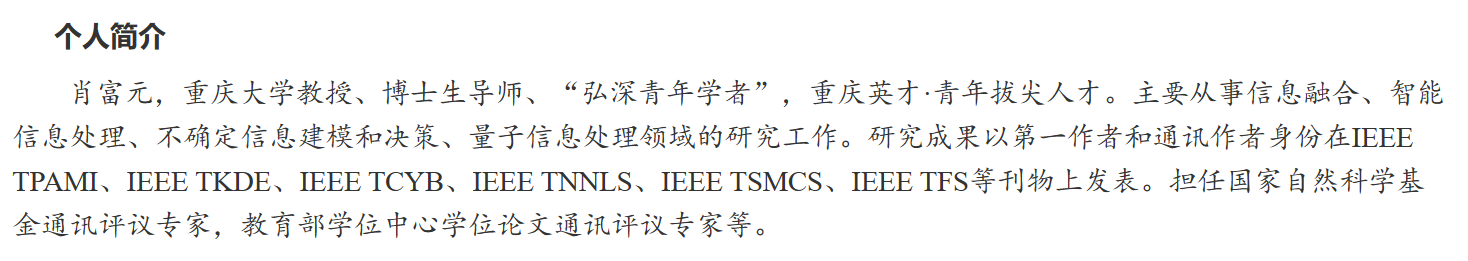 个人简介
肖富元，重庆大学教授、博士生导师、“弘深青年学者”，重庆英才·青年拔尖人才。主要从事信息融合、智能
信息处理、不确定信息建模和决策、量子信息处理领域的研究工作。研究成果以第一作者和通讯作者身份在IEEE
TPAMI、IEEE TKDE、IEEE TCYB、IEEE TNNLS、IEEE TSMCS、IEEE TFS等刊物上发表。担任国家自然科学基
金通讯评议专家，教育部学位中心学位论文通讯评议专家等。